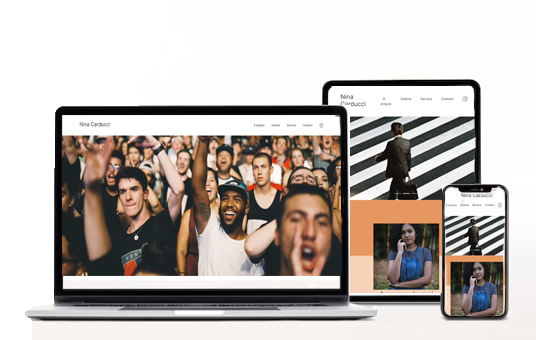 Nina Carducci
À propos Galerie Service Contact
Nina
Carducci
À
propos
Galerie Service Contact
Nina Carducci
À propos Galerie Service Contact